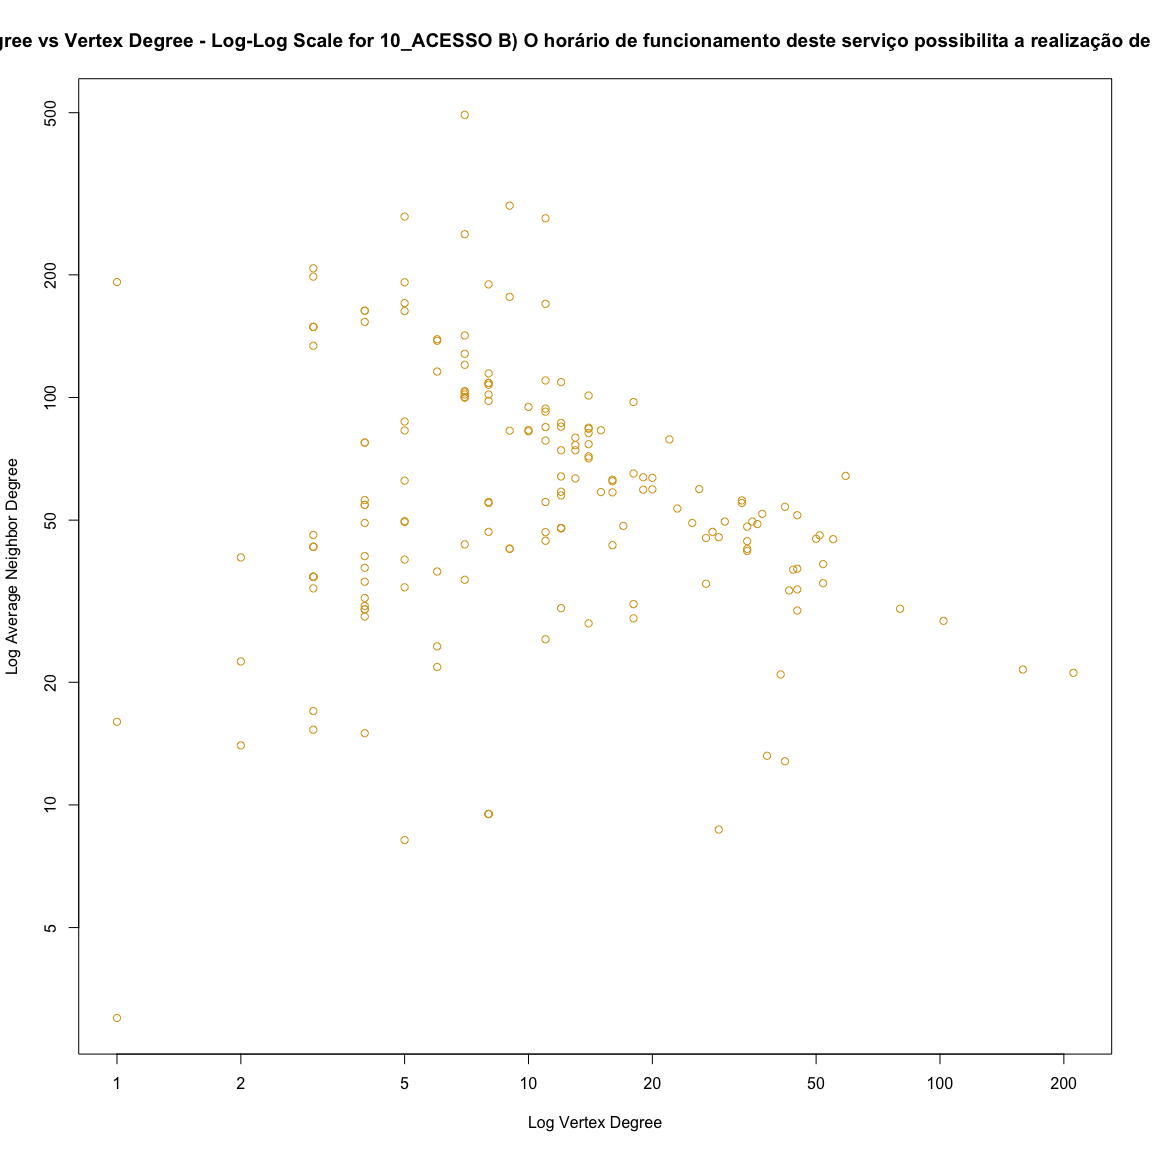 gree vs Vertex Degree - Log-Log Scale for 10_ACESSO B) O horário de funcionamento deste serviço possibilita a realização de
500
200
100
50
20
10
5
Log Average Neighbor Degree
1 2 5 10 20 50 100 200
Log Vertex Degree